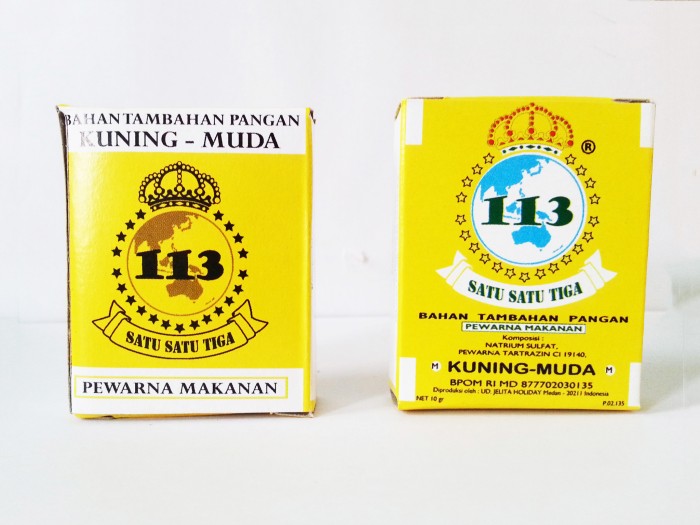 BAHAN TAMBAHAN PANGAN
KUNING - MUDA
113
SATU SATU TIGA
PEWARNA MAKANAN
®
113
SATU SATU TIGA
BAHAN TAMBAHAN PANGAN
PEWARNA MAKANAN
Komposisi :
NATRIUM SULFAT,
PEWARNA TARTRAZIN CI 19140,
M KUNING-MUDA M
BPOM RI MD 877702030135
Diproduksi oleh : UD. JELITA HOLIDAY Medan - 20211 Indonesia
NET 10 gr
P.02.135